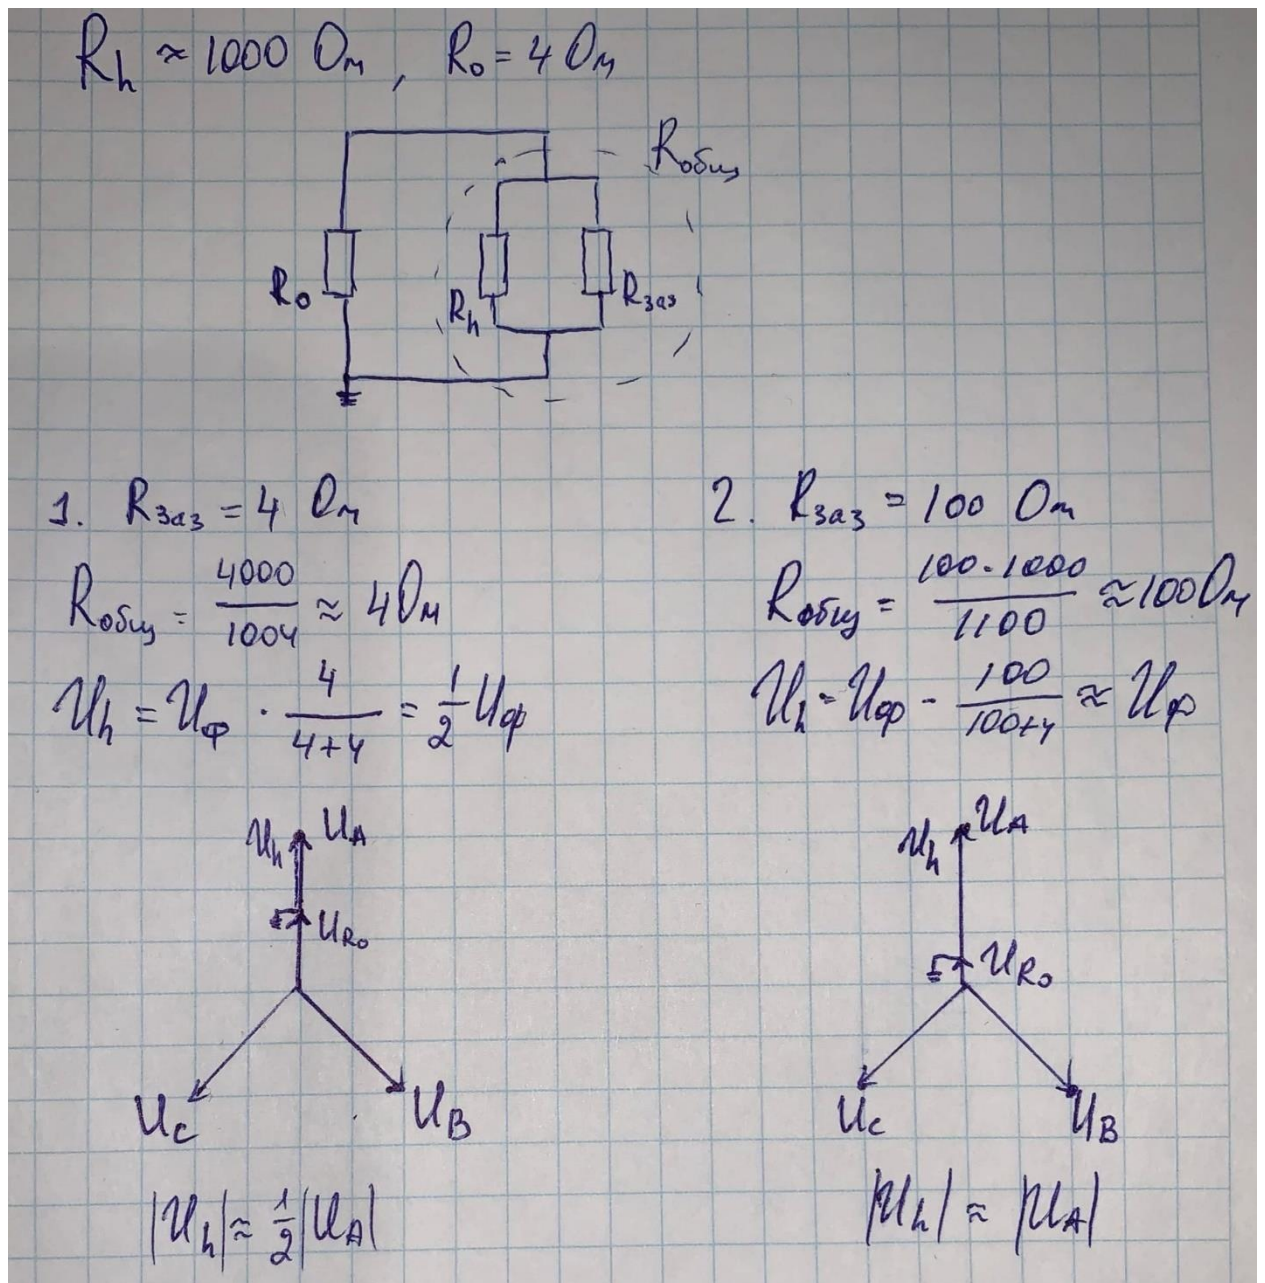 Rh ≈ 1000 Ом, R0 = 4 Ом
Rобщ
R0
Rh
Rзаз
1. Rзаз = 4 Ом
Rобщ = 4000/1004 ≈ 4 Ом
Uh = Uф · 4/(4+4) = 1/2 Uф
Uh
UA
UR0
UC
UB
|Uh| ≈ 1/2 |UA|
2. Rзаз = 100 Ом
Rобщ = 100·1000/1100 ≈ 100 Ом
Uh = Uф · 100/(100+4) ≈ Uф
Uh
UA
UR0
UC
UB
|Uh| ≈ |UA|